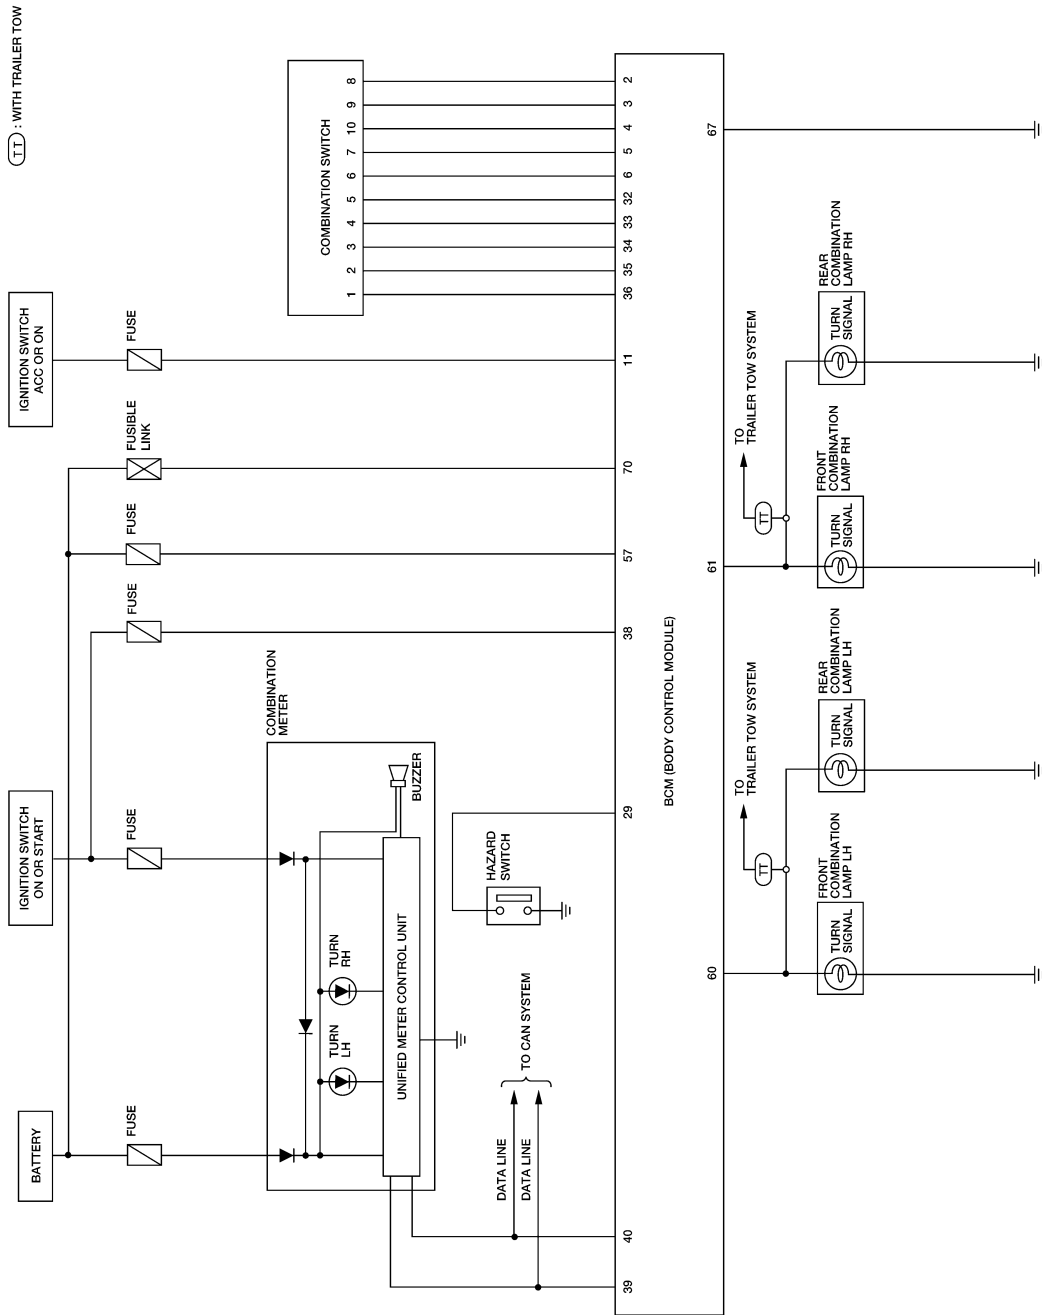 TT : WITH TRAILER TOW
BATTERY
IGNITION SWITCH
ON OR START
IGNITION SWITCH
ACC OR ON
FUSE
FUSE
FUSE
FUSE
FUSIBLE
LINK
FUSE
COMBINATION
METER
TURN
LH
TURN
RH
BUZZER
UNIFIED METER CONTROL UNIT
COMBINATION SWITCH
1
2
3
4
5
6
7
10
9
8
HAZARD
SWITCH
DATA LINE
DATA LINE
TO CAN SYSTEM
39
40
29
38
57
70
11
36
35
34
33
32
6
5
4
3
2
BCM (BODY CONTROL MODULE)
60
61
67
TO
TRAILER TOW SYSTEM
TO
TRAILER TOW SYSTEM
TT
TT
FRONT
COMBINATION
LAMP LH
TURN
SIGNAL
REAR
COMBINATION
LAMP LH
TURN
SIGNAL
FRONT
COMBINATION
LAMP RH
TURN
SIGNAL
REAR
COMBINATION
LAMP RH
TURN
SIGNAL